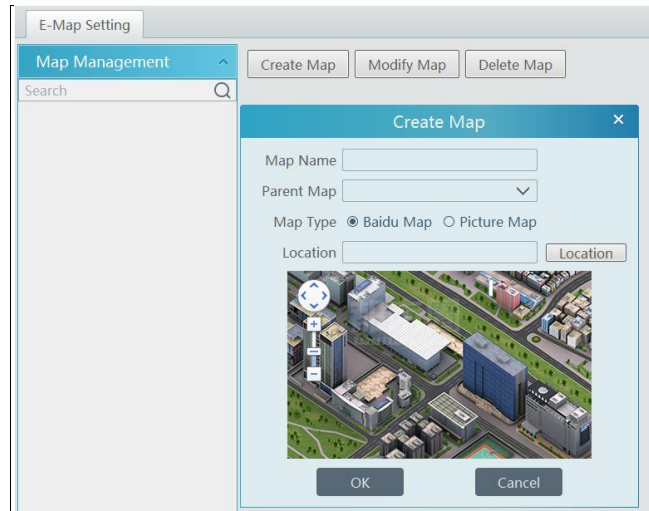 E-Map Setting
Map Management
Create Map Modify Map Delete Map
Search
Create Map
Map Name
Parent Map
Map Type Baidu Map Picture Map
Location Location
OK Cancel